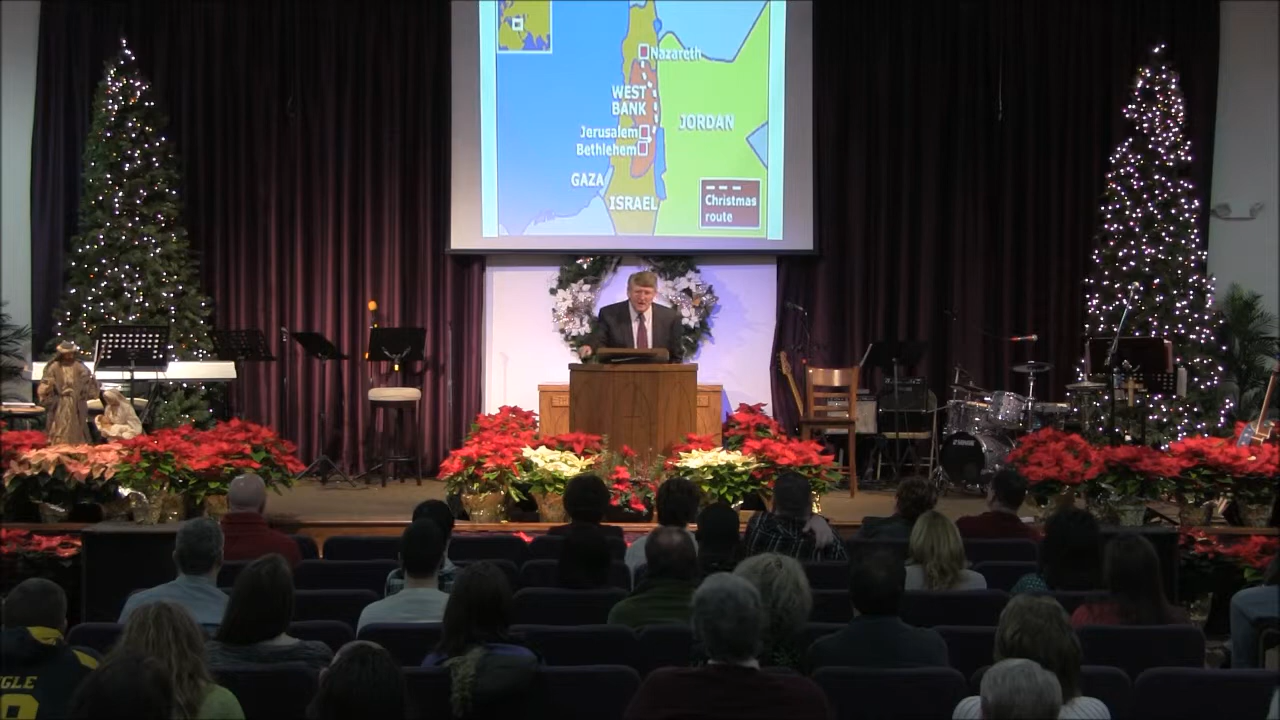 Nazareth
WEST
BANK
JORDAN
Jerusalem
Bethlehem
GAZA
ISRAEL
Christmas
route
GLE